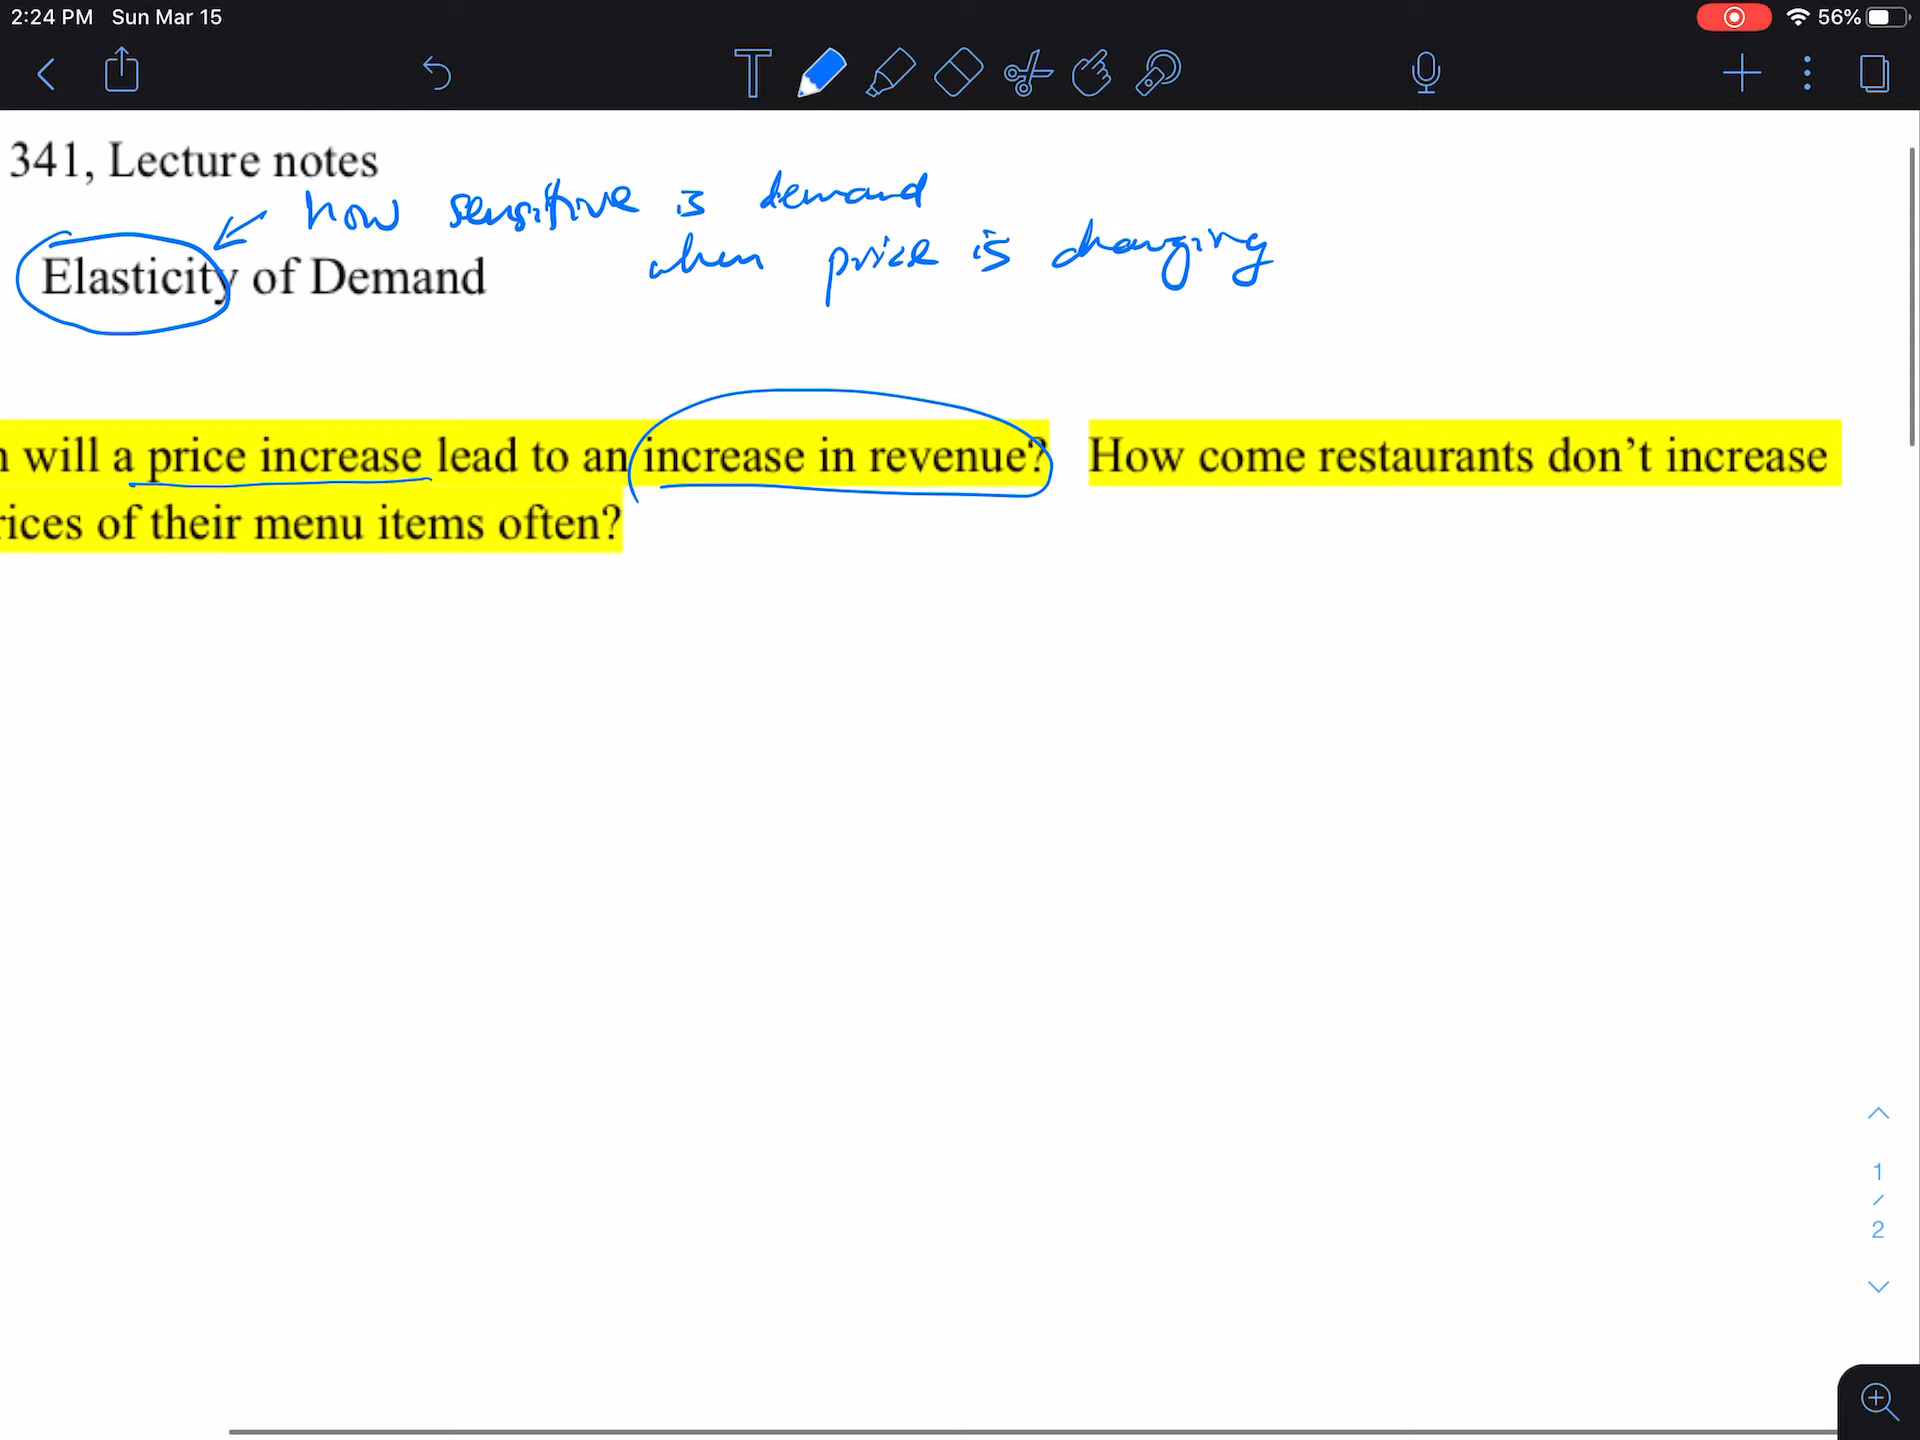 2:24 PM Sun Mar 15
56%
341, Lecture notes
how sensitive is demand
when price is changing
Elasticity of Demand
will a price increase lead to an increase in revenue? How come restaurants don't increase
rices of their menu items often?
1
/
2